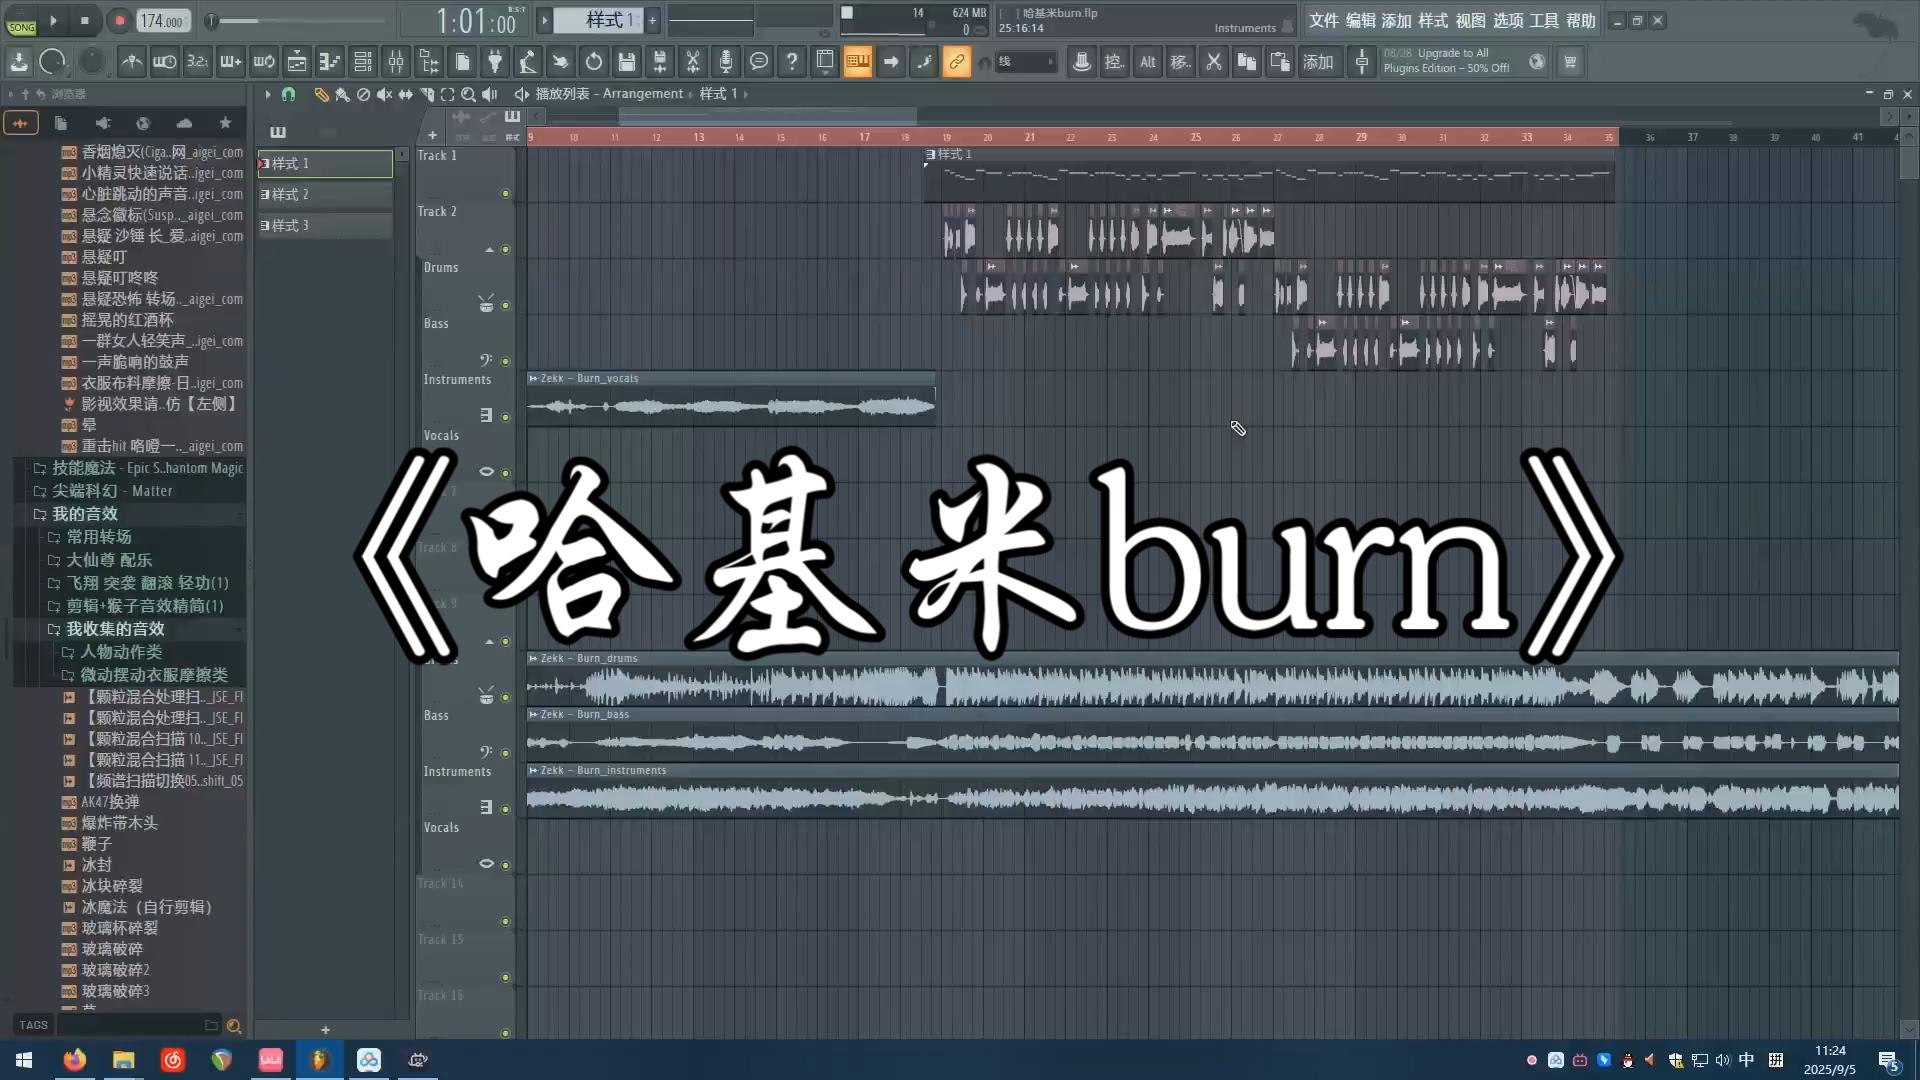 SONG
174.000
1:01:00
B:S:T
样式 1
14
624 MB
0
[ ] 哈基米burn.flp
25:16:14
Instruments
文件 编辑 添加 样式 视图 选项 工具 帮助
3.2
线
控..
Alt
移..
添加
08/28 Upgrade to All
Plugins Edition – 50% Off!
浏览器
播放列表 - Arrangement
样式 1
9 10 11 12 13 14 15 16 17 18 19 20 21 22 23 24 25 26 27 28 29 30 31 32 33 34 35 36 37 38 39 40 41 4
香烟熄灭(Ciga..网_aigei_com
小精灵快速说话..igei_com
心脏跳动的声音..igei_com
悬念徽标(Susp.._aigei_com
悬疑 沙锤 长_爱..aigei_com
悬疑叮
悬疑叮咚咚
悬疑恐怖 转场.._aigei_com
摇晃的红酒杯
一群女人轻笑声_..igei_com
一声脆响的鼓声
衣服布料摩擦-日..igei_com
影视效果请..仿【左侧】
晕
重击hit 咯噔一.._aigei_com
技能魔法 - Epic S..hantom Magic
尖端科幻 - Matter
我的音效
常用转场
大仙尊 配乐
飞翔 突袭 翻滚 轻功(1)
剪辑+猴子音效精简(1)
我收集的音效
人物动作类
微动摆动衣服摩擦类
【颗粒混合处理扫.._JSE_FI
【颗粒混合处理扫.._JSE_FI
【颗粒混合扫描 10.._JSE_FI
【颗粒混合扫描 11.._JSE_FI
【频谱扫描切换05..shift_05
AK47换弹
爆炸带木头
鞭子
冰封
冰块碎裂
冰魔法（自行剪辑）
玻璃杯碎裂
玻璃破碎
玻璃破碎2
玻璃破碎3
TAGS
样式 1
样式 2
样式 3
Track 1
样式 1
Track 2
Drums
Bass
Instruments
Zekk - Burn_vocals
Vocals
Track 8
《哈基米burn》
Zekk - Burn_drums
Bass
Zekk - Burn_bass
Instruments
Zekk - Burn_instruments
Vocals
Track 14
Track 15
Track 16
中
拼
11:24
2025/9/5
5